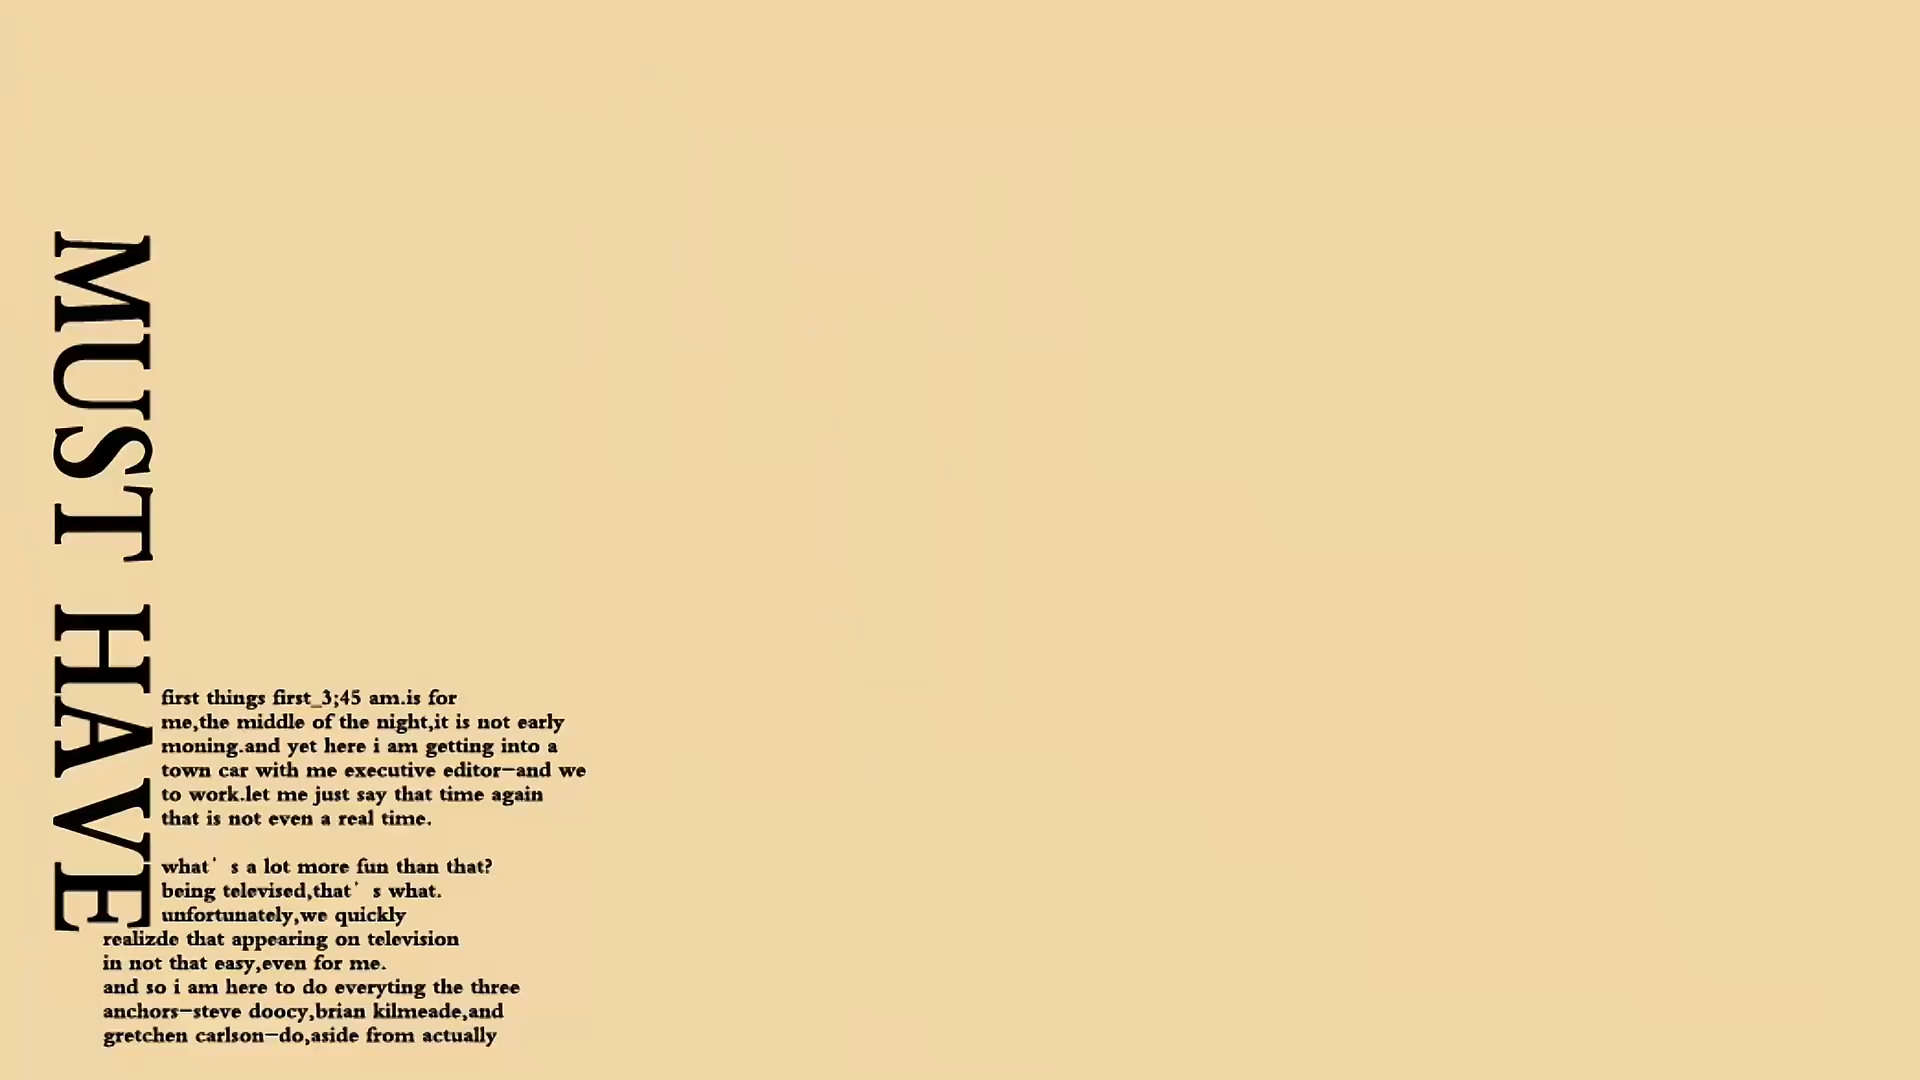 MUST HAVE
first things first_3;45 am.is for
me,the middle of the night,it is not early
moning.and yet here i am getting into a
town car with me executive editor—and we
to work.let me just say that time again
that is not even a real time.
what's a lot more fun than that?
being televised,that's what.
unfortunately,we quickly
realizde that appearing on television
in not that easy,even for me.
and so i am here to do everyting the three
anchors—steve doocy,brian kilmeade,and
gretchen carlson—do,aside from actually